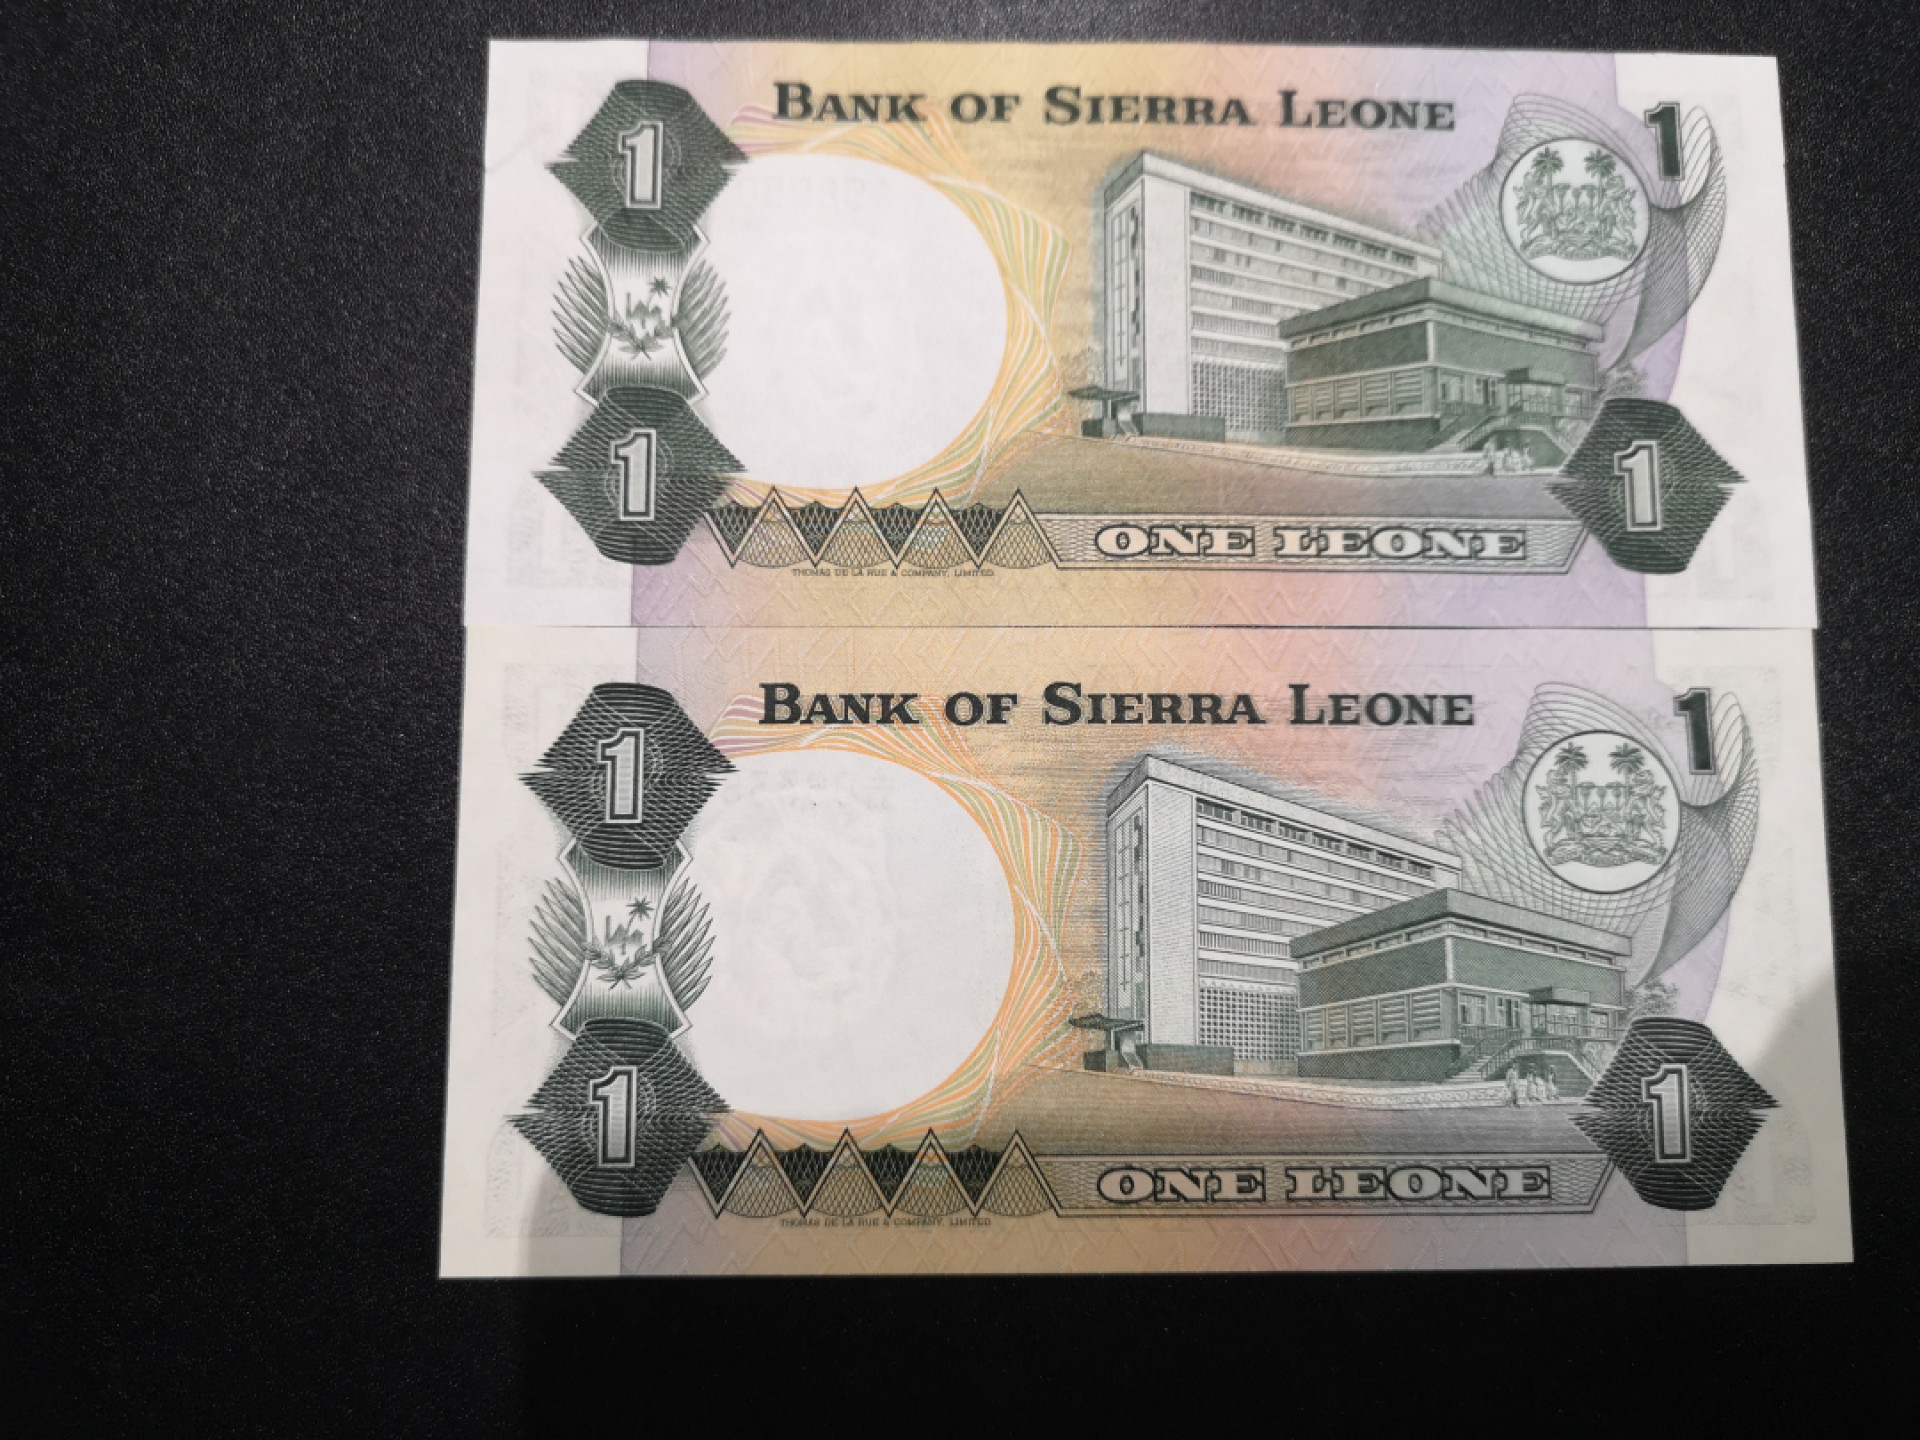 BANK OF SIERRA LEONE
1
1
1
1
ONE LEONE
THOMAS DE LA RUE & COMPANY, LIMITED.
BANK OF SIERRA LEONE
1
1
1
1
ONE LEONE
THOMAS DE LA RUE & COMPANY, LIMITED